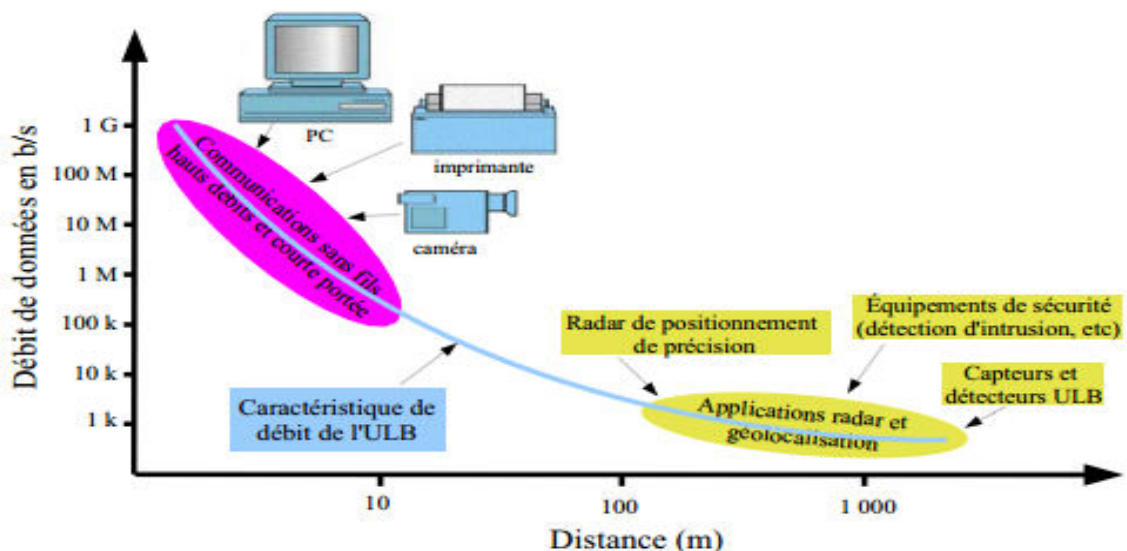 Débit de données en b/s
1 G
100 M
10 M
1 M
100 k
10 k
1 k
PC
imprimante
caméra
Communications sans fils
hauts débits et courte portée
Caractéristique de
débit de l'ULB
Radar de positionnement
de précision
Équipements de sécurité
(détection d'intrusion, etc)
Capteurs et
détecteurs ULB
Applications radar et
géolocalisation
10
100
1 000
Distance (m)